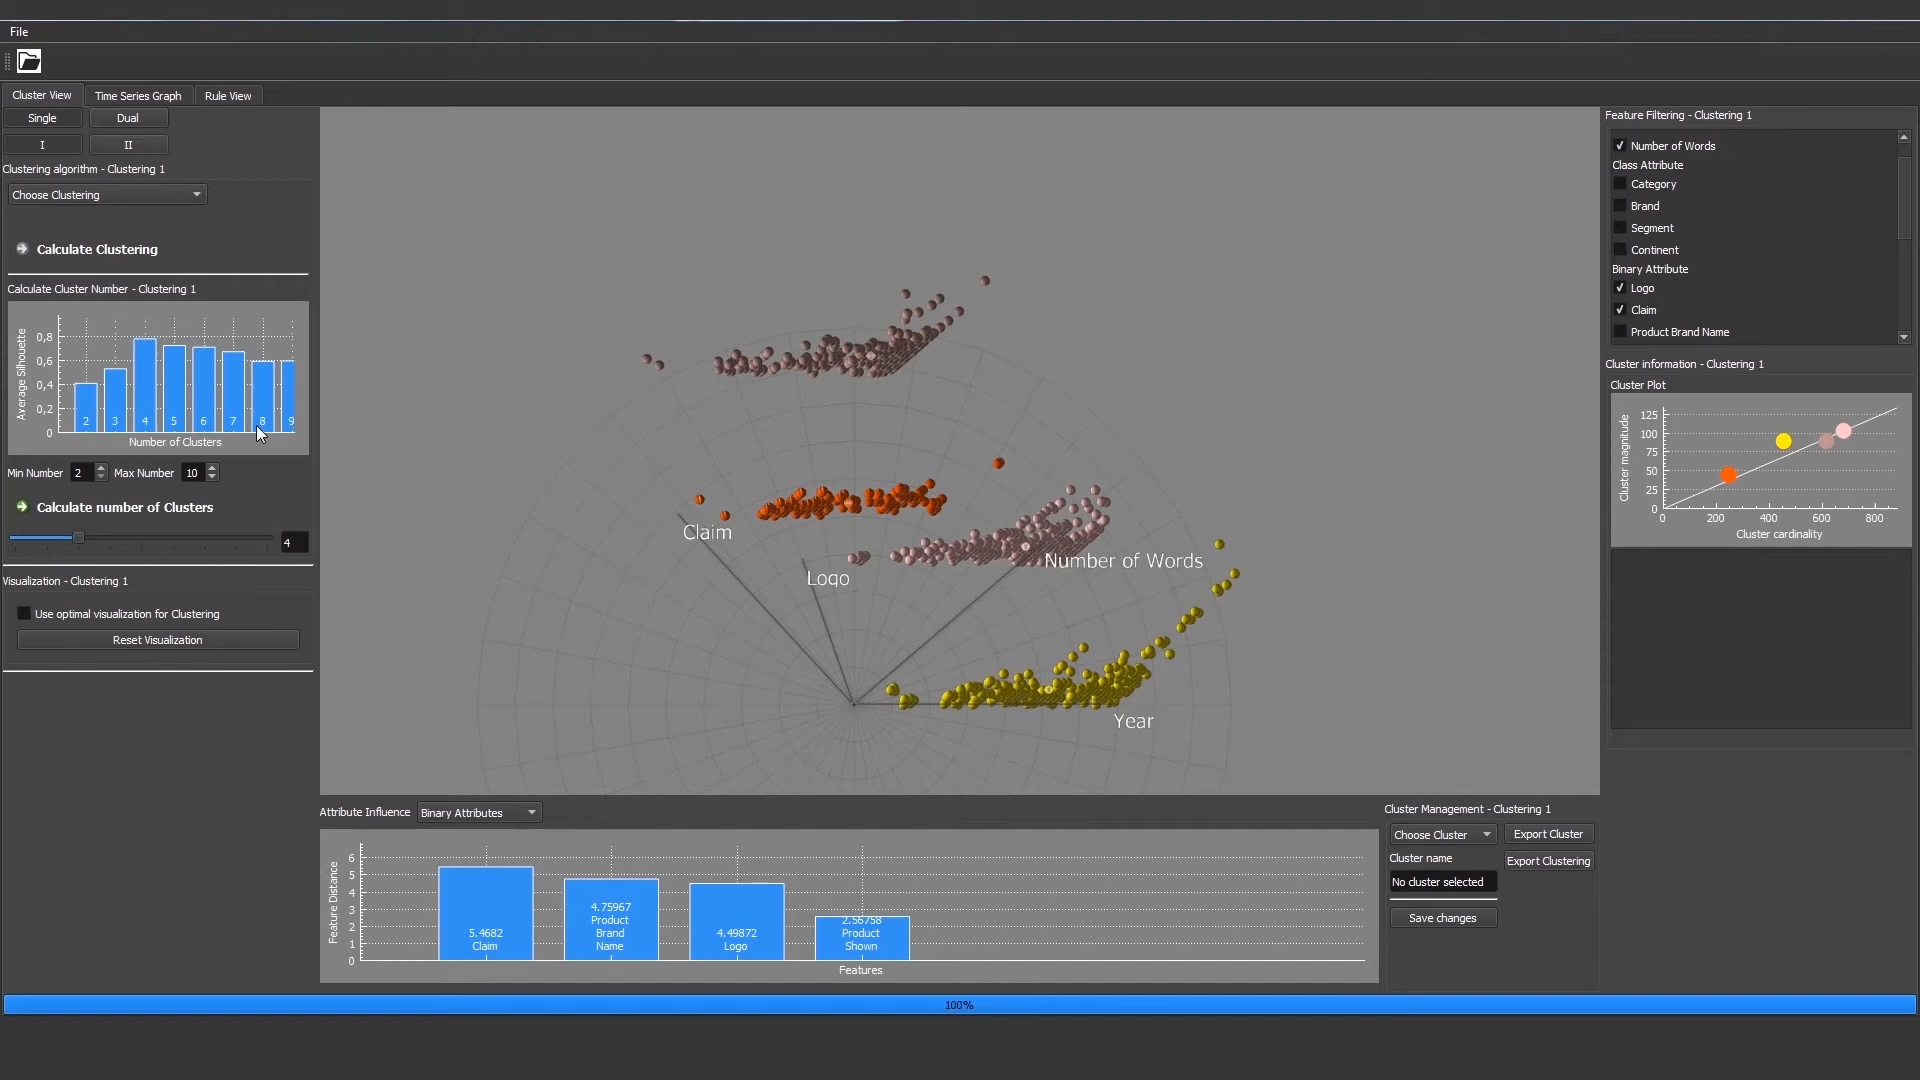 File
Cluster View
Time Series Graph
Rule View
Single
Dual
I
II
Clustering algorithm - Clustering 1
Choose Clustering
Calculate Clustering
Calculate Cluster Number - Clustering 1
Average Silhouette
0,8
0,6
0,4
0,2
0
2 3 4 5 6 7 8 9
Number of Clusters
Min Number 2 Max Number 10
Calculate number of Clusters
4
Visualization - Clustering 1
Use optimal visualization for Clustering
Reset Visualization
Claim
Logo
Number of Words
Year
Attribute Influence Binary Attributes
Feature Distance
6
5
4
3
2
1
0
5.4682
Claim
4.75967
Product
Brand
Name
4.49872
Logo
2.56758
Product
Shown
Features
Feature Filtering - Clustering 1
Number of Words
Class Attribute
Category
Brand
Segment
Continent
Binary Attribute
Logo
Claim
Product Brand Name
Cluster information - Clustering 1
Cluster Plot
Cluster magnitude
125
100
75
50
25
0
0 200 400 600 800
Cluster cardinality
Cluster Management - Clustering 1
Choose Cluster
Export Cluster
Cluster name
Export Clustering
No cluster selected
Save changes
100%